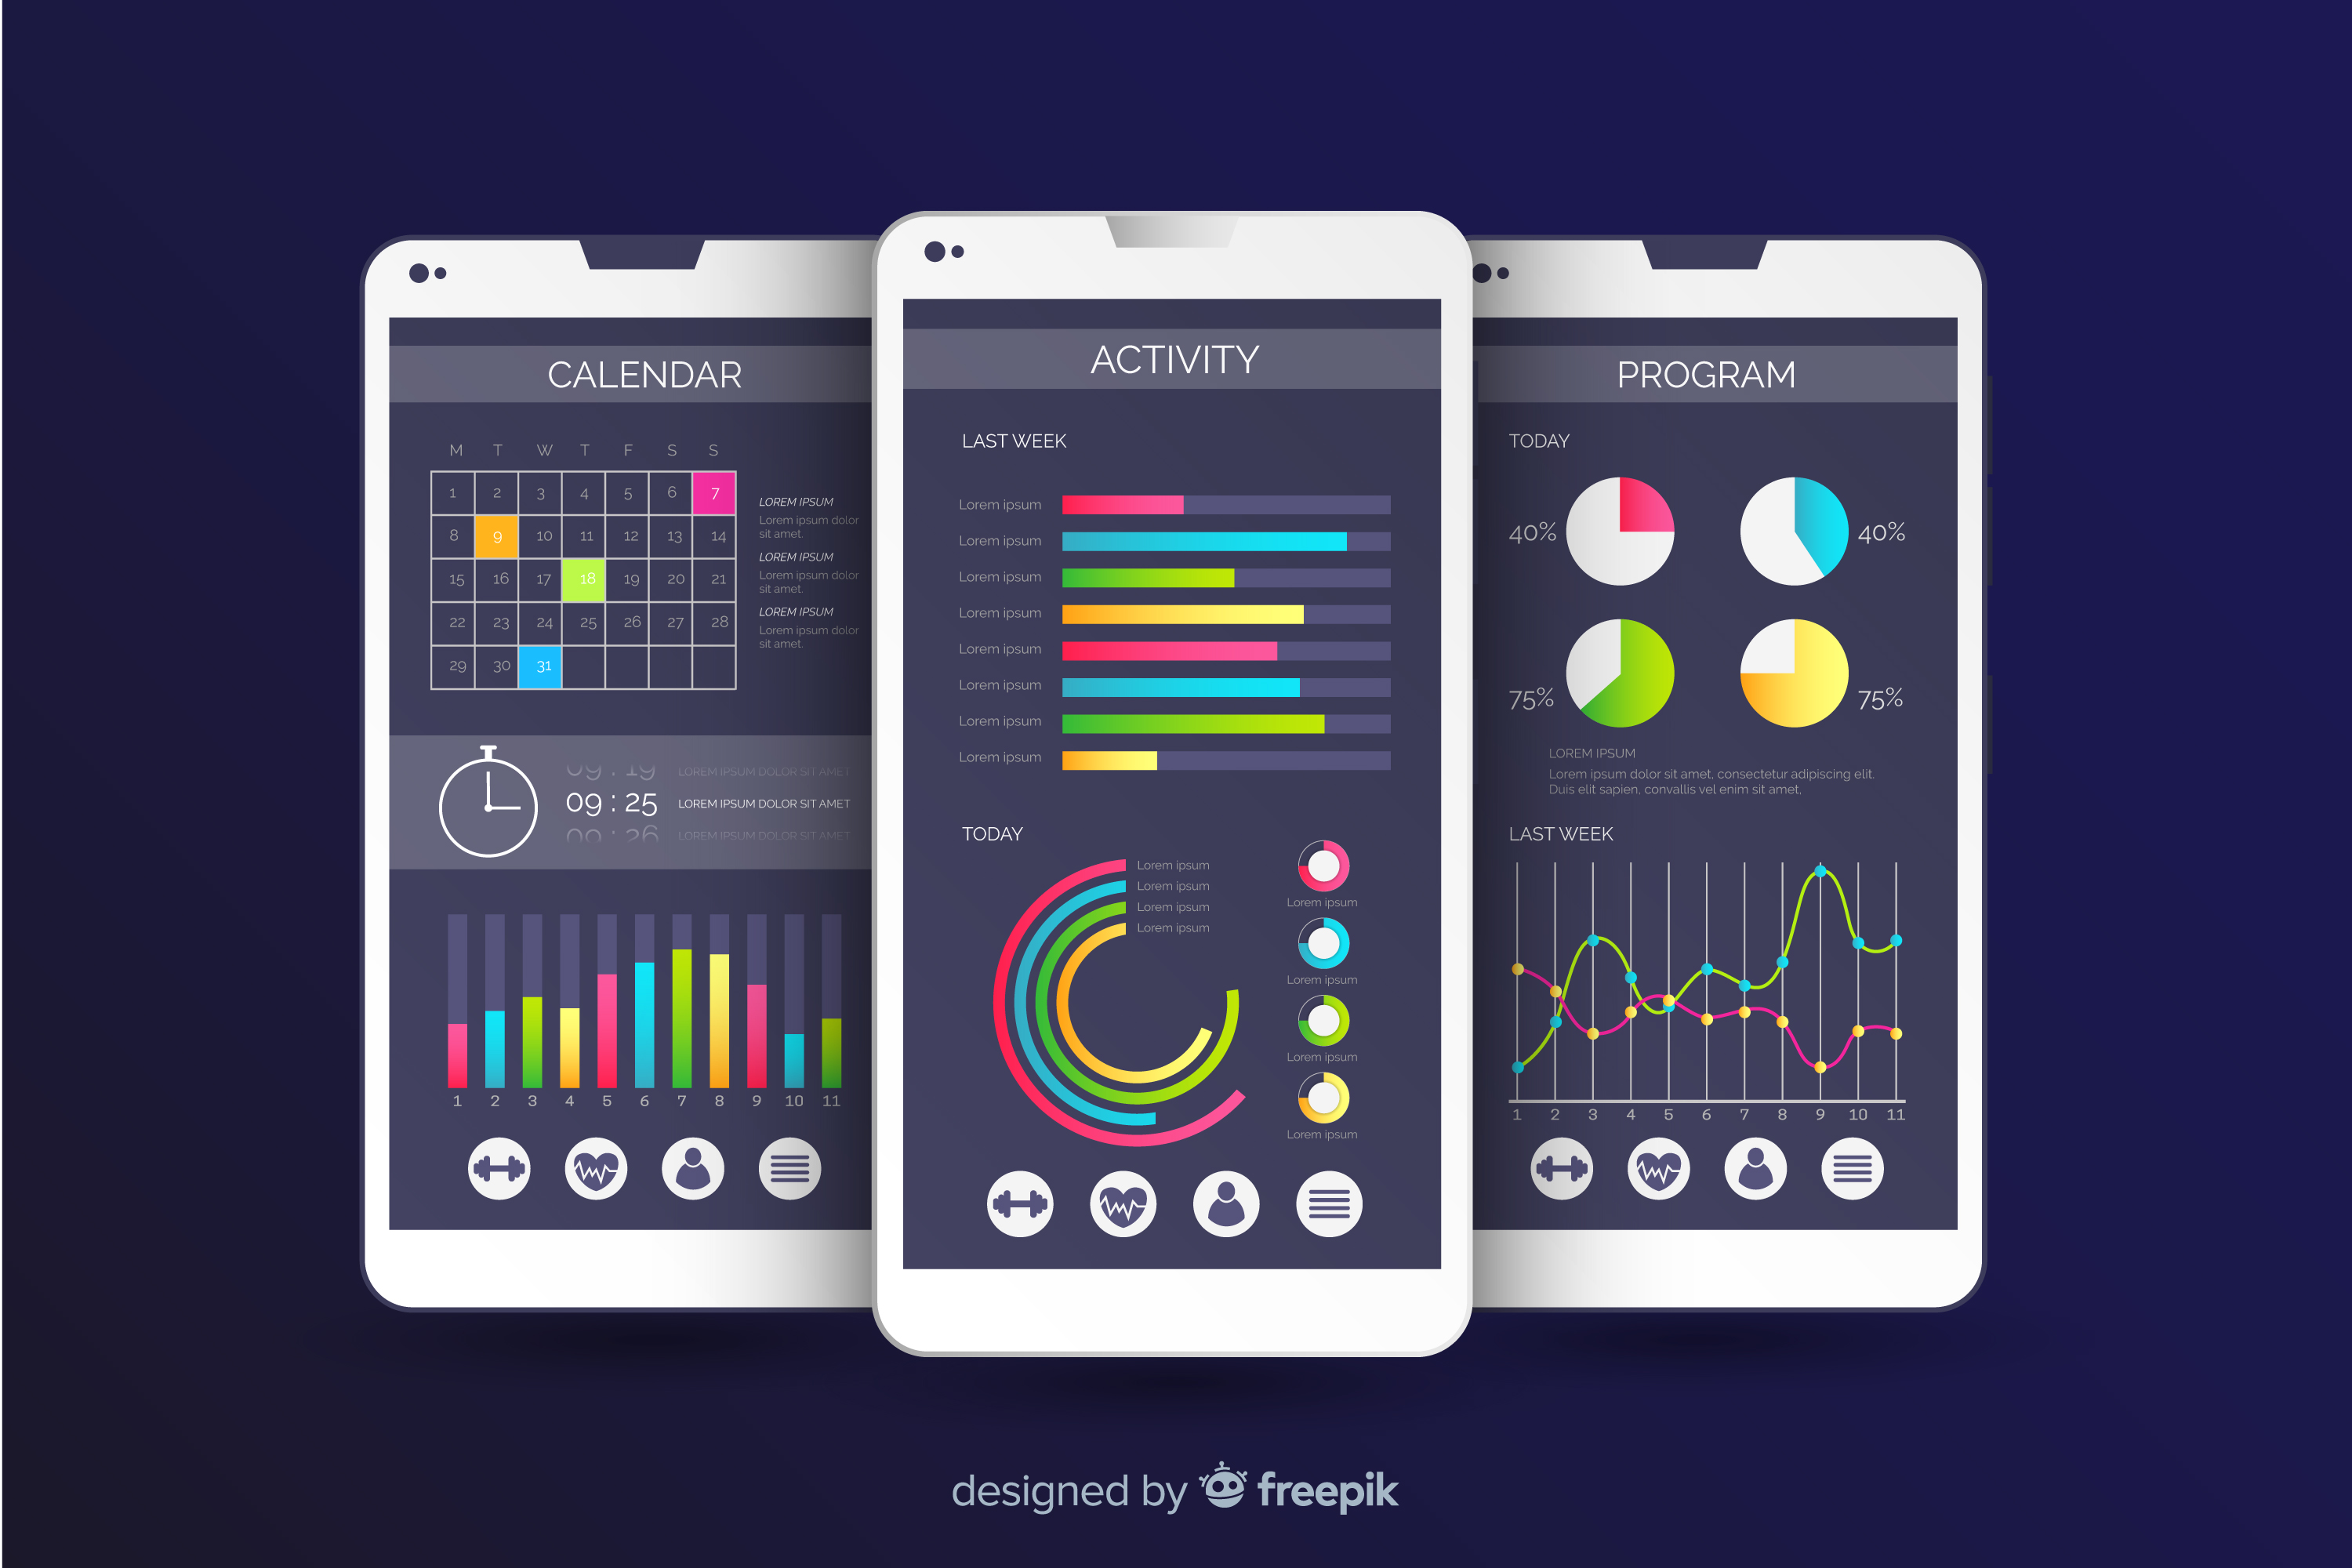 CALENDAR
M T W T F S S
1 2 3 4 5 6 7
8 9 10 11 12 13 14
15 16 17 18 19 20 21
22 23 24 25 26 27 28
29 30 31
LOREM IPSUM
Lorem ipsum dolor
sit amet.
LOREM IPSUM
Lorem ipsum dolor
sit amet.
LOREM IPSUM
Lorem ipsum dolor
sit amet.
09 : 19 LOREM IPSUM DOLOR SIT AMET
09 : 25 LOREM IPSUM DOLOR SIT AMET
09 : 26 LOREM IPSUM DOLOR SIT AMET
1 2 3 4 5 6 7 8 9 10 11
ACTIVITY
LAST WEEK
Lorem ipsum
Lorem ipsum
Lorem ipsum
Lorem ipsum
Lorem ipsum
Lorem ipsum
Lorem ipsum
Lorem ipsum
TODAY
Lorem ipsum
Lorem ipsum
Lorem ipsum
Lorem ipsum
Lorem ipsum
Lorem ipsum
Lorem ipsum
Lorem ipsum
PROGRAM
TODAY
40% 40%
75% 75%
LOREM IPSUM
Lorem ipsum dolor sit amet, consectetur adipiscing elit.
Duis elit sapien, convallis vel enim sit amet,
LAST WEEK
1 2 3 4 5 6 7 8 9 10 11
designed by freepik